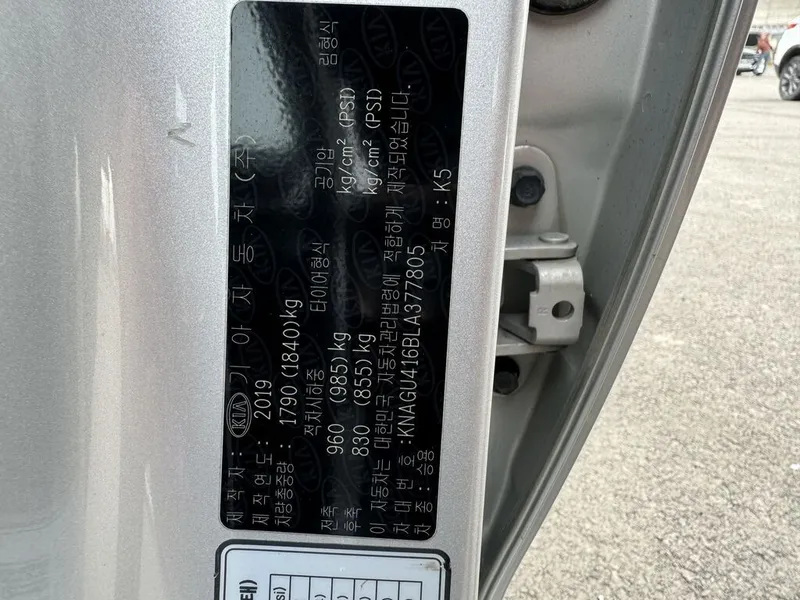 제 작 자 : KIA 기 아 자 동 차 (주)
제 작 연 도 : 2019
차량총중량 : 1790 (1840)kg
적차시하중 타이어형식 공기압 림형식
전축 960 (985)kg kg/cm² (PSI)
후축 830 (855)kg kg/cm² (PSI)
이 자동차는 대한민국 자동차관리법령에 적합하게 제작되었습니다.
차 대 번 호 :KNAGU416BLA377805
차 종 : 승용 차 명 :K5